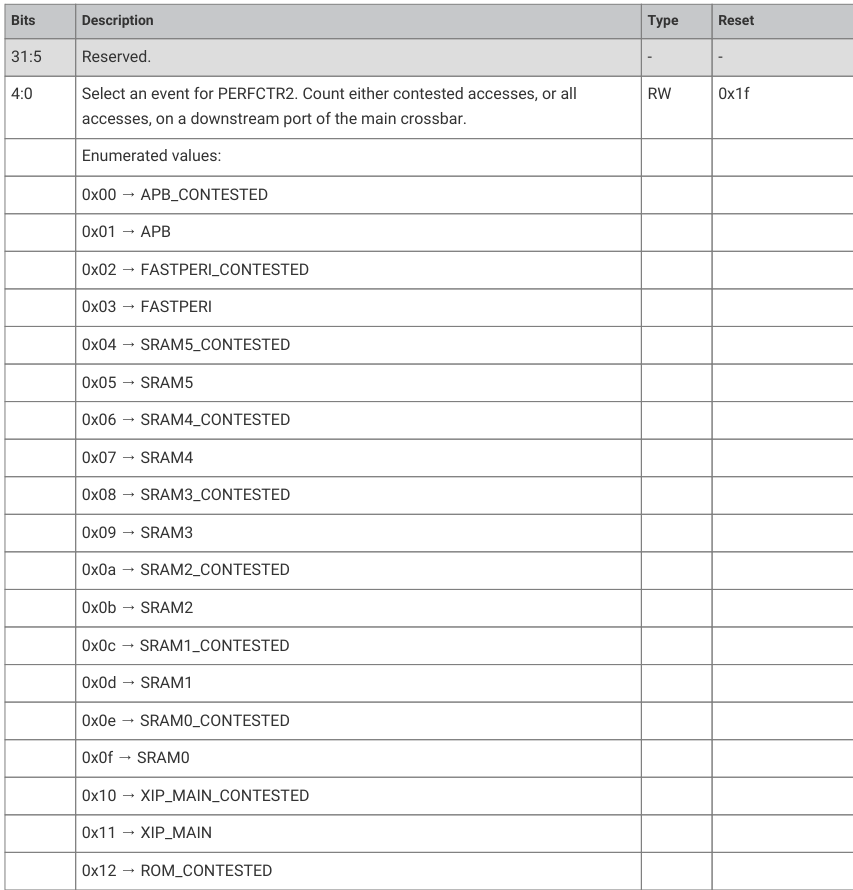 Bits Description Type Reset
31:5 Reserved. - -
4:0 Select an event for PERFCTR2. Count either contested accesses, or all RW 0x1f
accesses, on a downstream port of the main crossbar.
Enumerated values:
0x00 → APB_CONTESTED
0x01 → APB
0x02 → FASTPERI_CONTESTED
0x03 → FASTPERI
0x04 → SRAM5_CONTESTED
0x05 → SRAM5
0x06 → SRAM4_CONTESTED
0x07 → SRAM4
0x08 → SRAM3_CONTESTED
0x09 → SRAM3
0x0a → SRAM2_CONTESTED
0x0b → SRAM2
0x0c → SRAM1_CONTESTED
0x0d → SRAM1
0x0e → SRAM0_CONTESTED
0x0f → SRAM0
0x10 → XIP_MAIN_CONTESTED
0x11 → XIP_MAIN
0x12 → ROM_CONTESTED